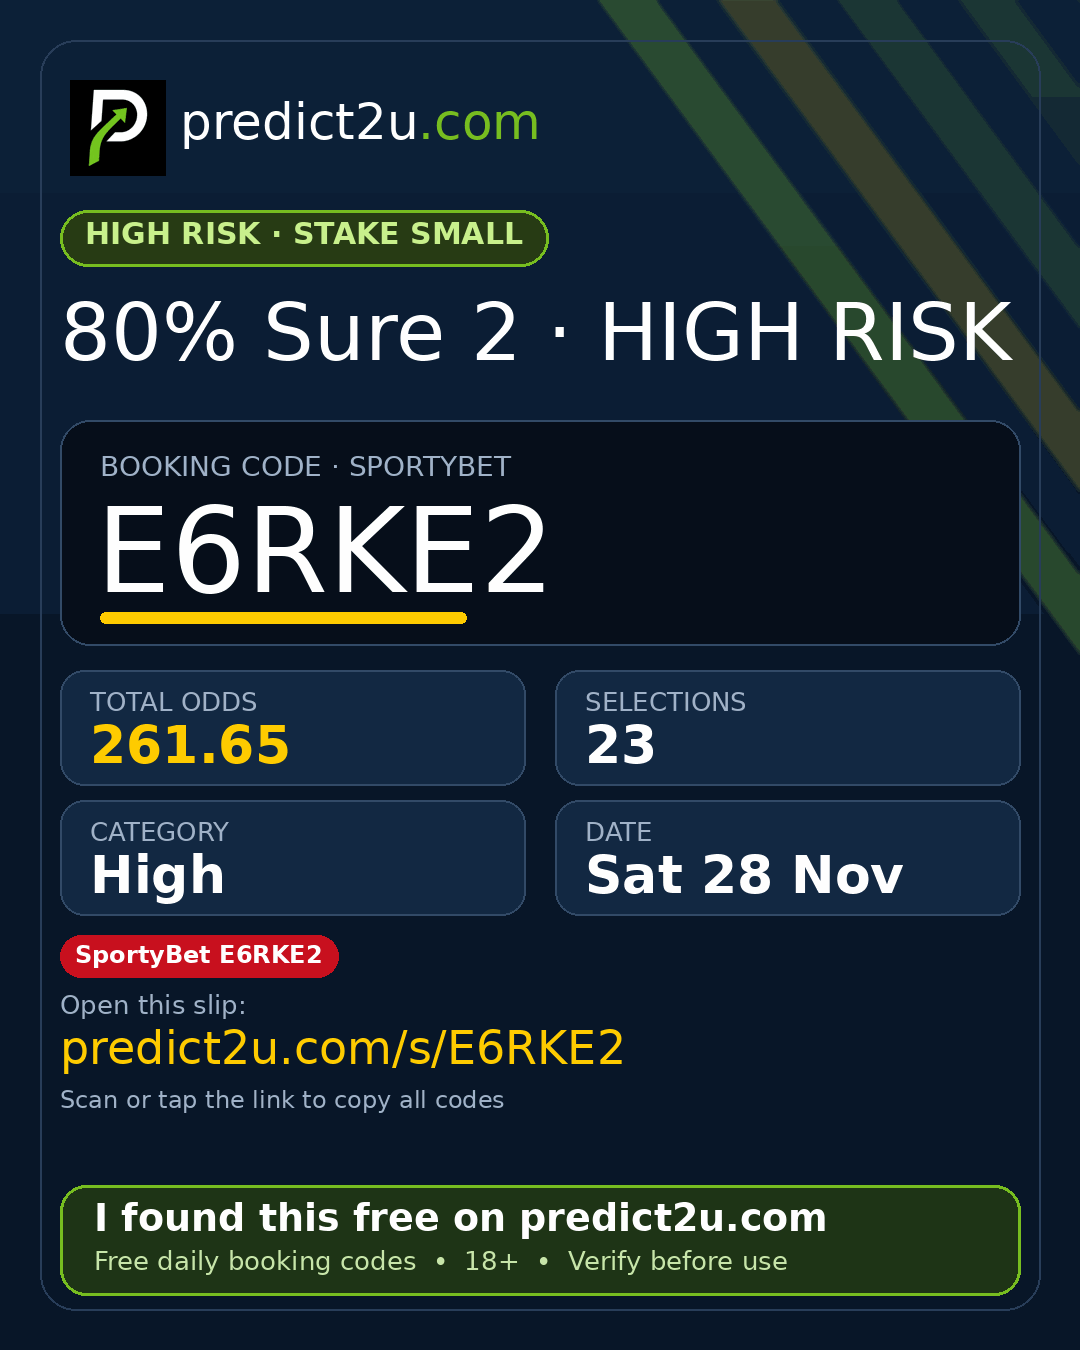 predict2u.com
HIGH RISK · STAKE SMALL
80% Sure 2 · HIGH RISK
BOOKING CODE · SPORTYBET
E6RKE2
TOTAL ODDS
261.65
SELECTIONS
23
CATEGORY
High
DATE
Sat 28 Nov
SportyBet E6RKE2
Open this slip:
predict2u.com/s/E6RKE2
Scan or tap the link to copy all codes
I found this free on predict2u.com
Free daily booking codes • 18+ • Verify before use